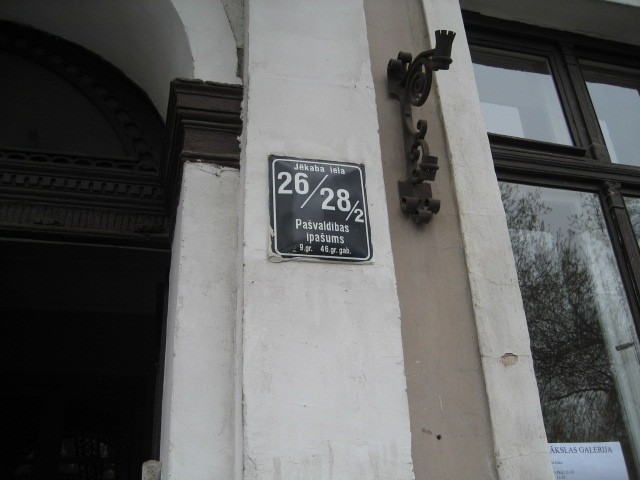 Jēkaba iela
26/28/2
Pašvaldības
īpašums
9.gr. 46.gr.gab.
ĀKSLAS GALERIJA